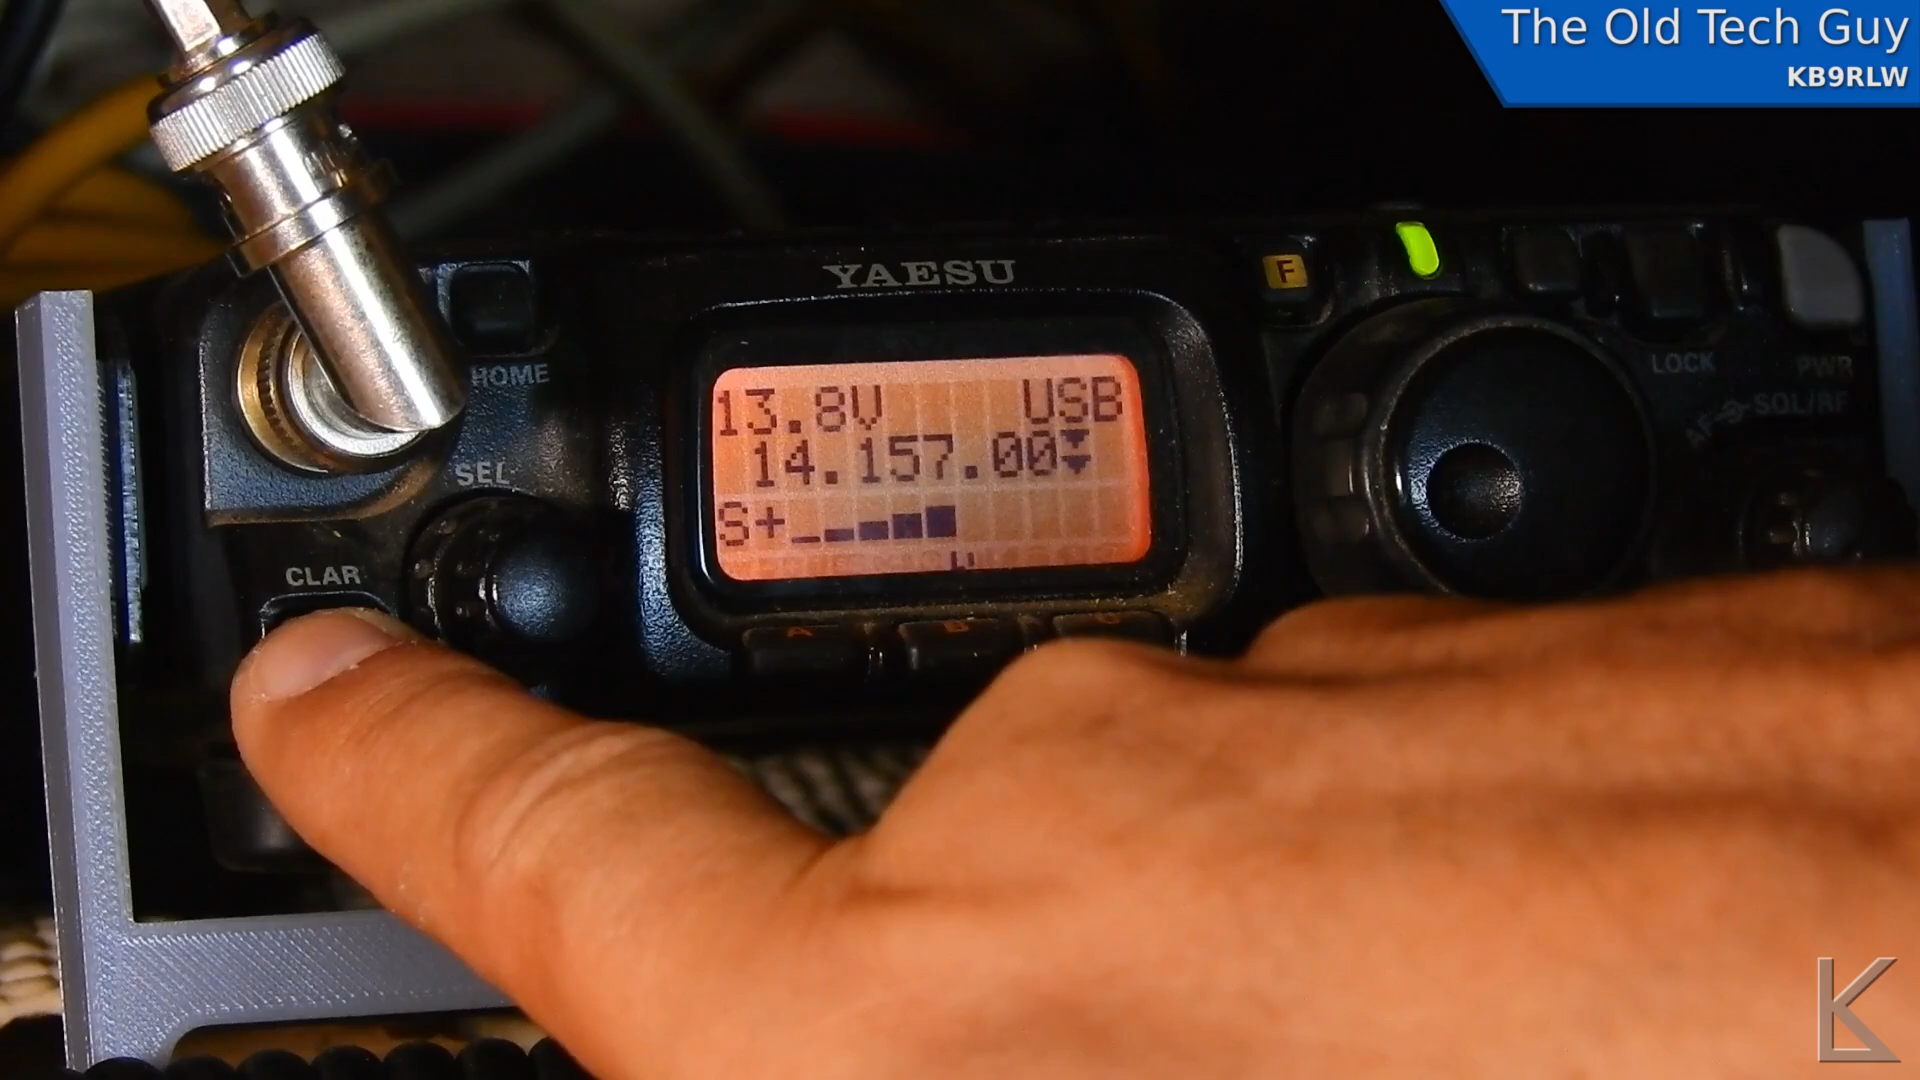 The Old Tech Guy
KB9RLW
YAESU
F
HOME
LOCK
PWR
AF SQL/RF
13.8V USB
14.157.00
SEL
S+
CLAR
A B C
K